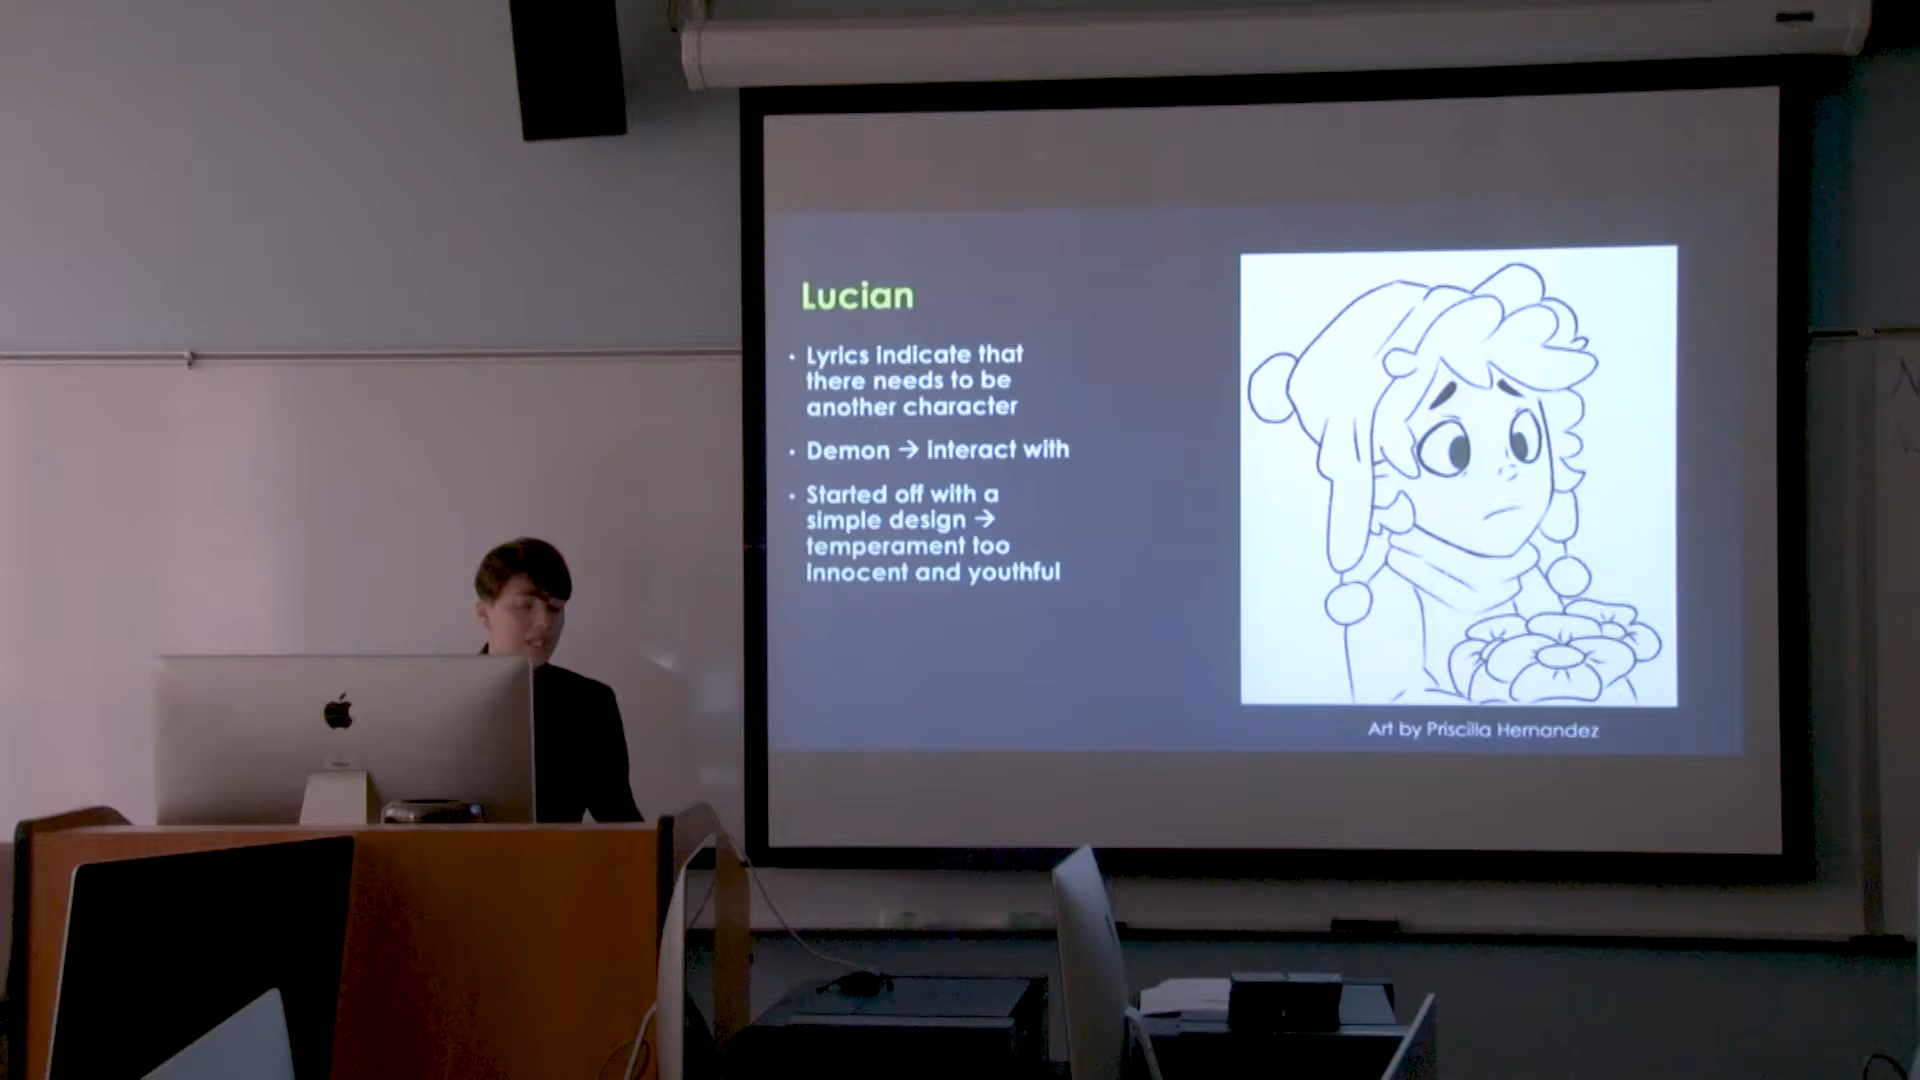 Lucian
• Lyrics indicate that
there needs to be
another character
• Demon → interact with
• Started off with a
simple design →
temperament too
innocent and youthful
Art by Priscilla Hernandez